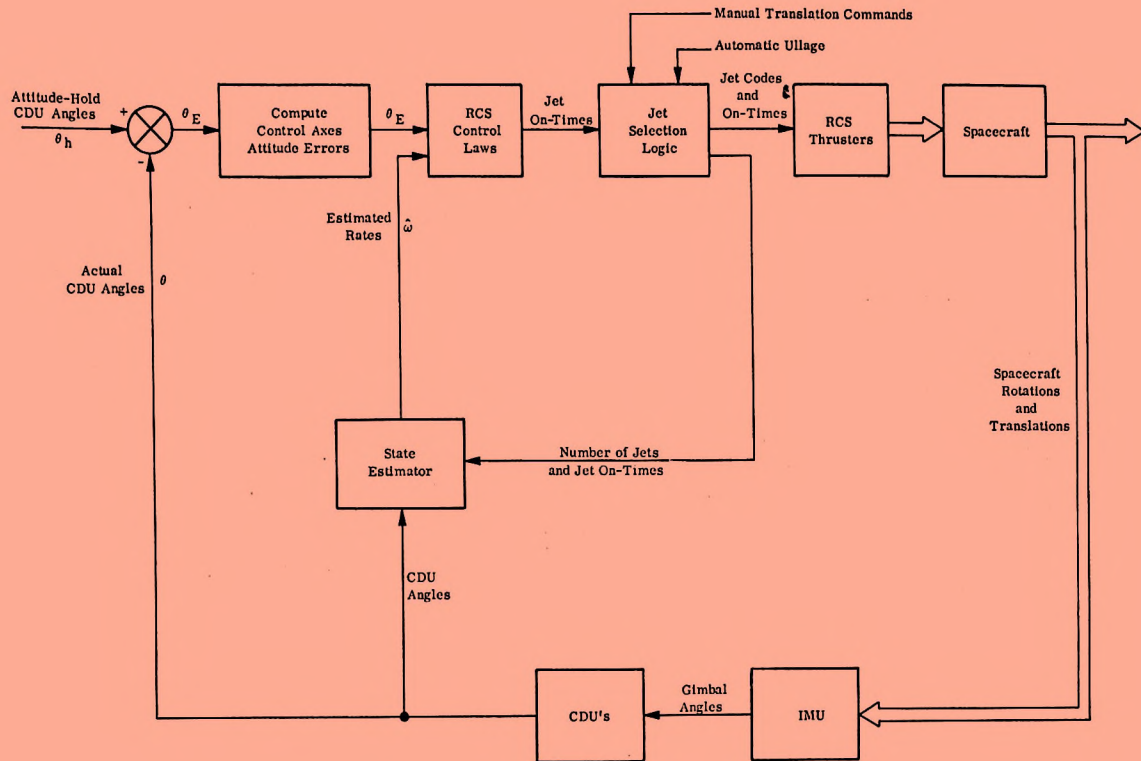 Manual Translation Commands
Automatic Ullage
Attitude-Hold
CDU Angles
θh
+
-
θE
Compute
Control Axes
Attitude Errors
θE
RCS
Control
Laws
Jet
On-Times
Jet
Selection
Logic
Jet Codes
and
On-Times
RCS
Thrusters
Spacecraft
Estimated
Rates
ω̂
Actual
CDU Angles
θ
Spacecraft
Rotations
and
Translations
State
Estimator
Number of Jets
and Jet On-Times
CDU
Angles
CDU's
Gimbal
Angles
IMU